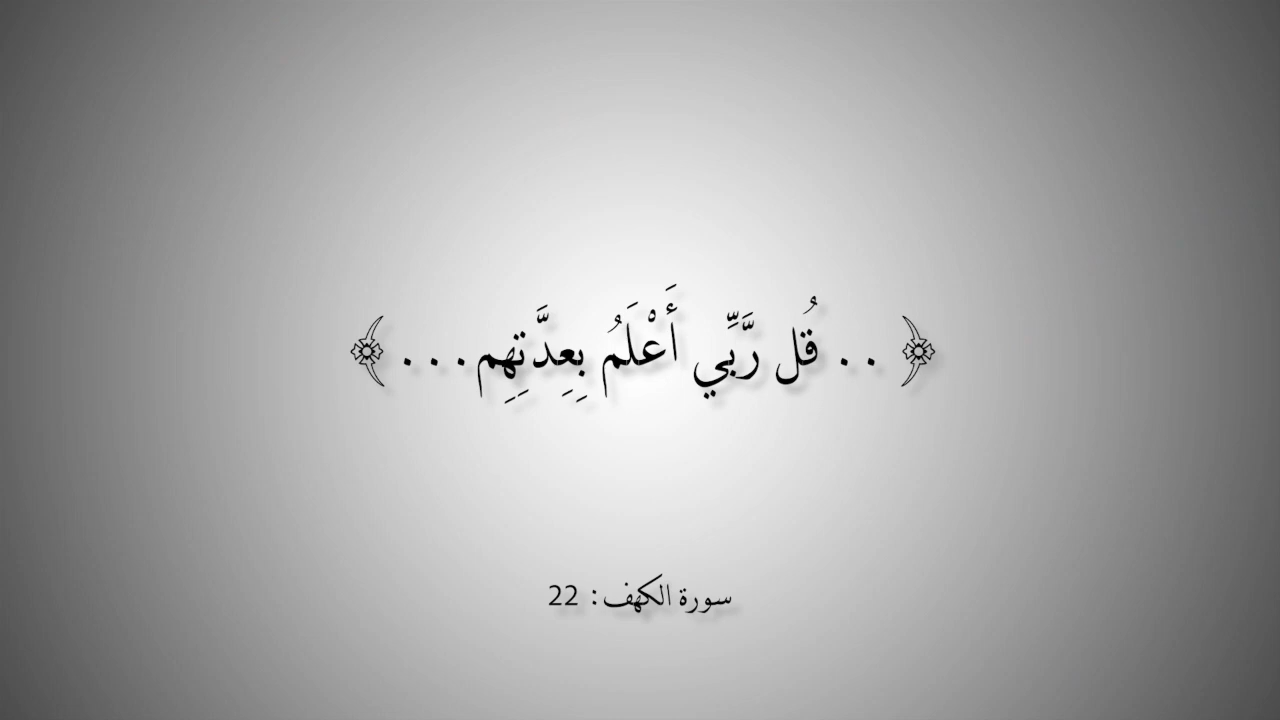 ﴿ .. قُل رَّبِّي أَعْلَمُ بِعِدَّتِهِم... ﴾
سورة الكهف: 22